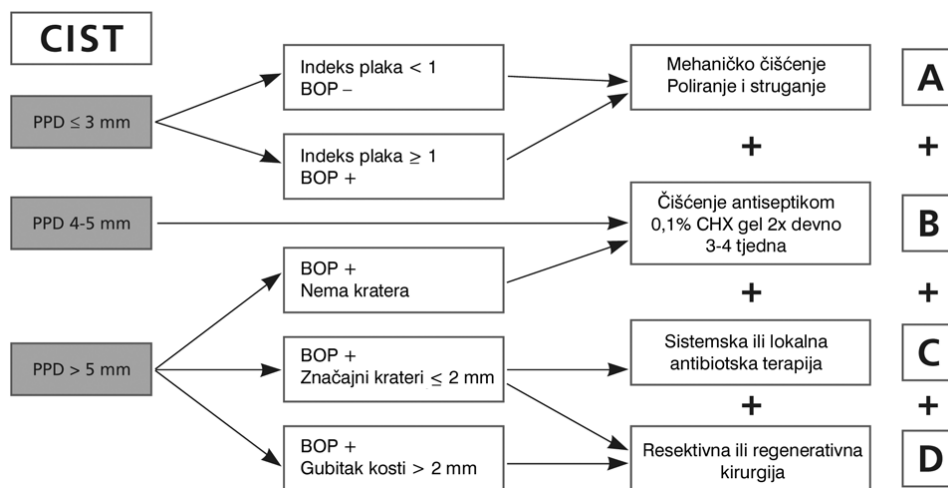 CIST
PPD ≤ 3 mm
Indeks plaka < 1
BOP –
Indeks plaka ≥ 1
BOP +
Mehaničko čišćenje
Poliranje i struganje
A
+
+
PPD 4-5 mm
Čišćenje antiseptikom
0,1% CHX gel 2x devno
3-4 tjedna
B
+
+
PPD > 5 mm
BOP +
Nema kratera
BOP +
Značajni krateri ≤ 2 mm
BOP +
Gubitak kosti > 2 mm
Sistemska ili lokalna
antibiotska terapija
C
+
+
Resektivna ili regenerativna
kirurgija
D